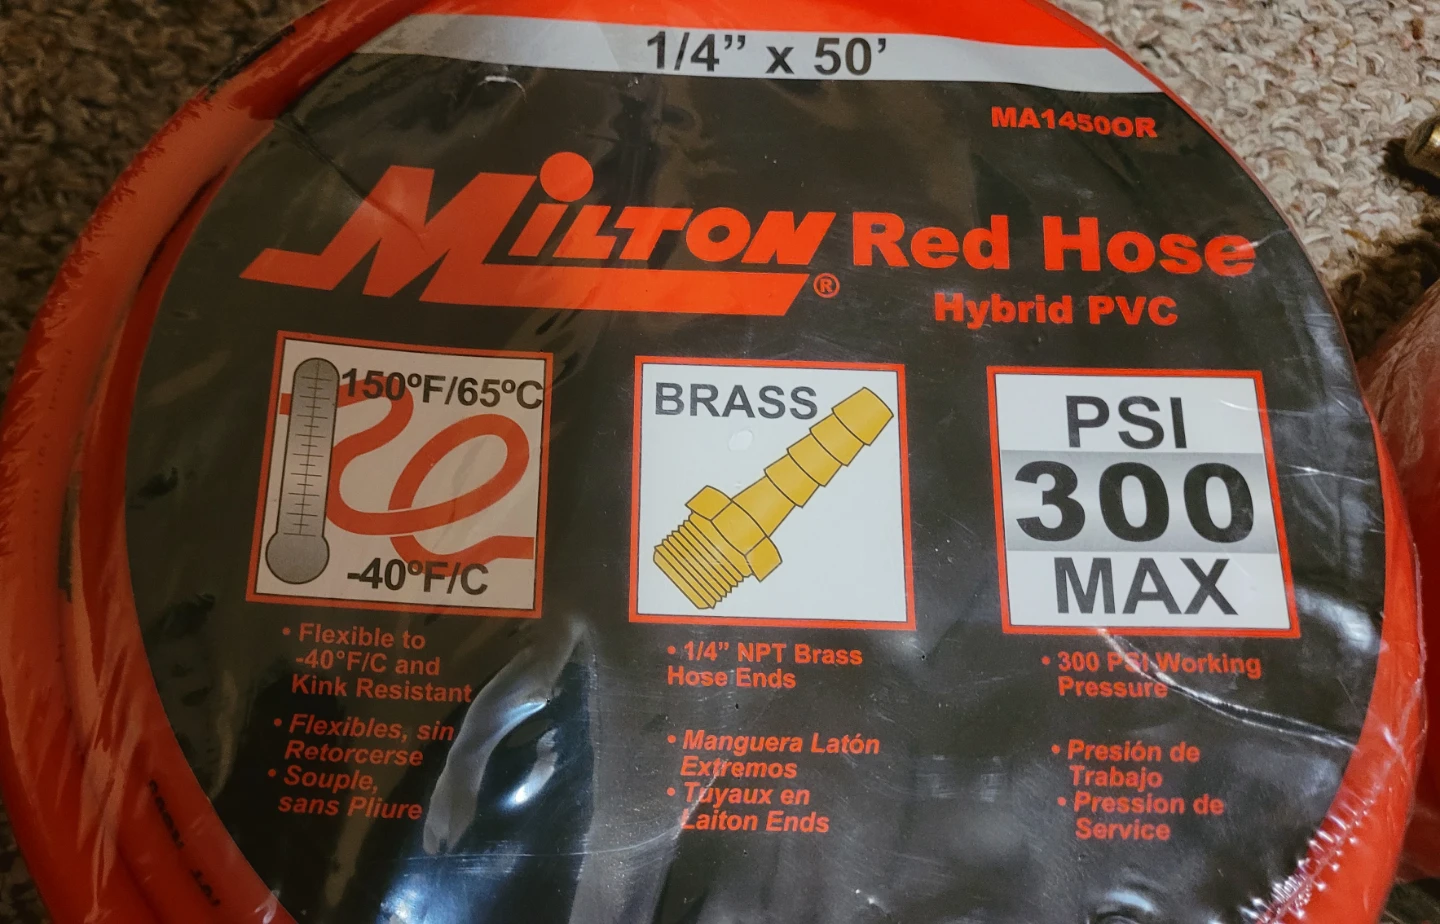 1/4” x 50’
MA1450OR
MILTON® Red Hose
Hybrid PVC
150ºF/65ºC
-40ºF/C
BRASS
PSI
300
MAX
• Flexible to
-40°F/C and
Kink Resistant
• Flexibles, sin
Retorcerse
• Souple,
sans Pliure
• 1/4” NPT Brass
Hose Ends
• Manguera Latón
Extremos
• Tuyaux en
Laiton Ends
• 300 PSI Working
Pressure
• Presión de
Trabajo
• Pression de
Service